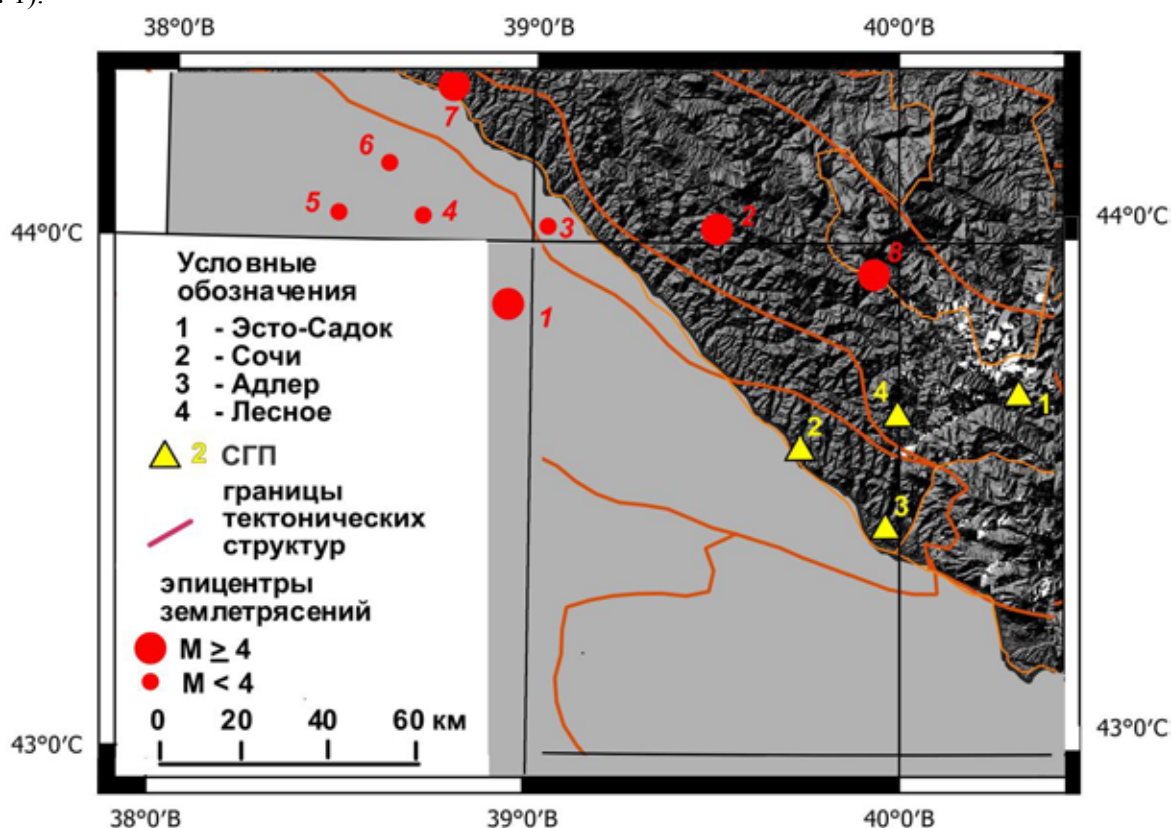 1).
38°0′В 39°0′В 40°0′В
7
6
5 4 3 2
44°0′С 44°0′С
8
1
Условные
обозначения
1 - Эсто-Садок
2 - Сочи
3 - Адлер
4 - Лесное
4 1
2
2 СГП
3
границы
тектонических
структур
эпицентры
землетрясений
М ≥ 4
М < 4
0 20 40 60 км
43°0′С 43°0′С
38°0′В 39°0′В 40°0′В